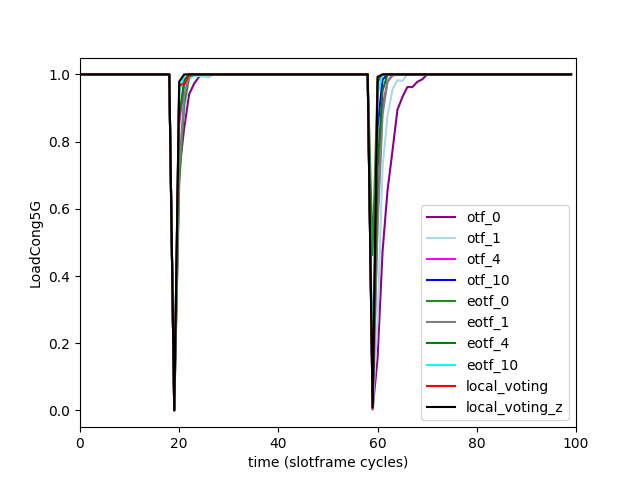 1.0
0.8
0.6
0.4
0.2
0.0
LoadCong5G
0 20 40 60 80 100
time (slotframe cycles)
otf_0
otf_1
otf_4
otf_10
eotf_0
eotf_1
eotf_4
eotf_10
local_voting
local_voting_z